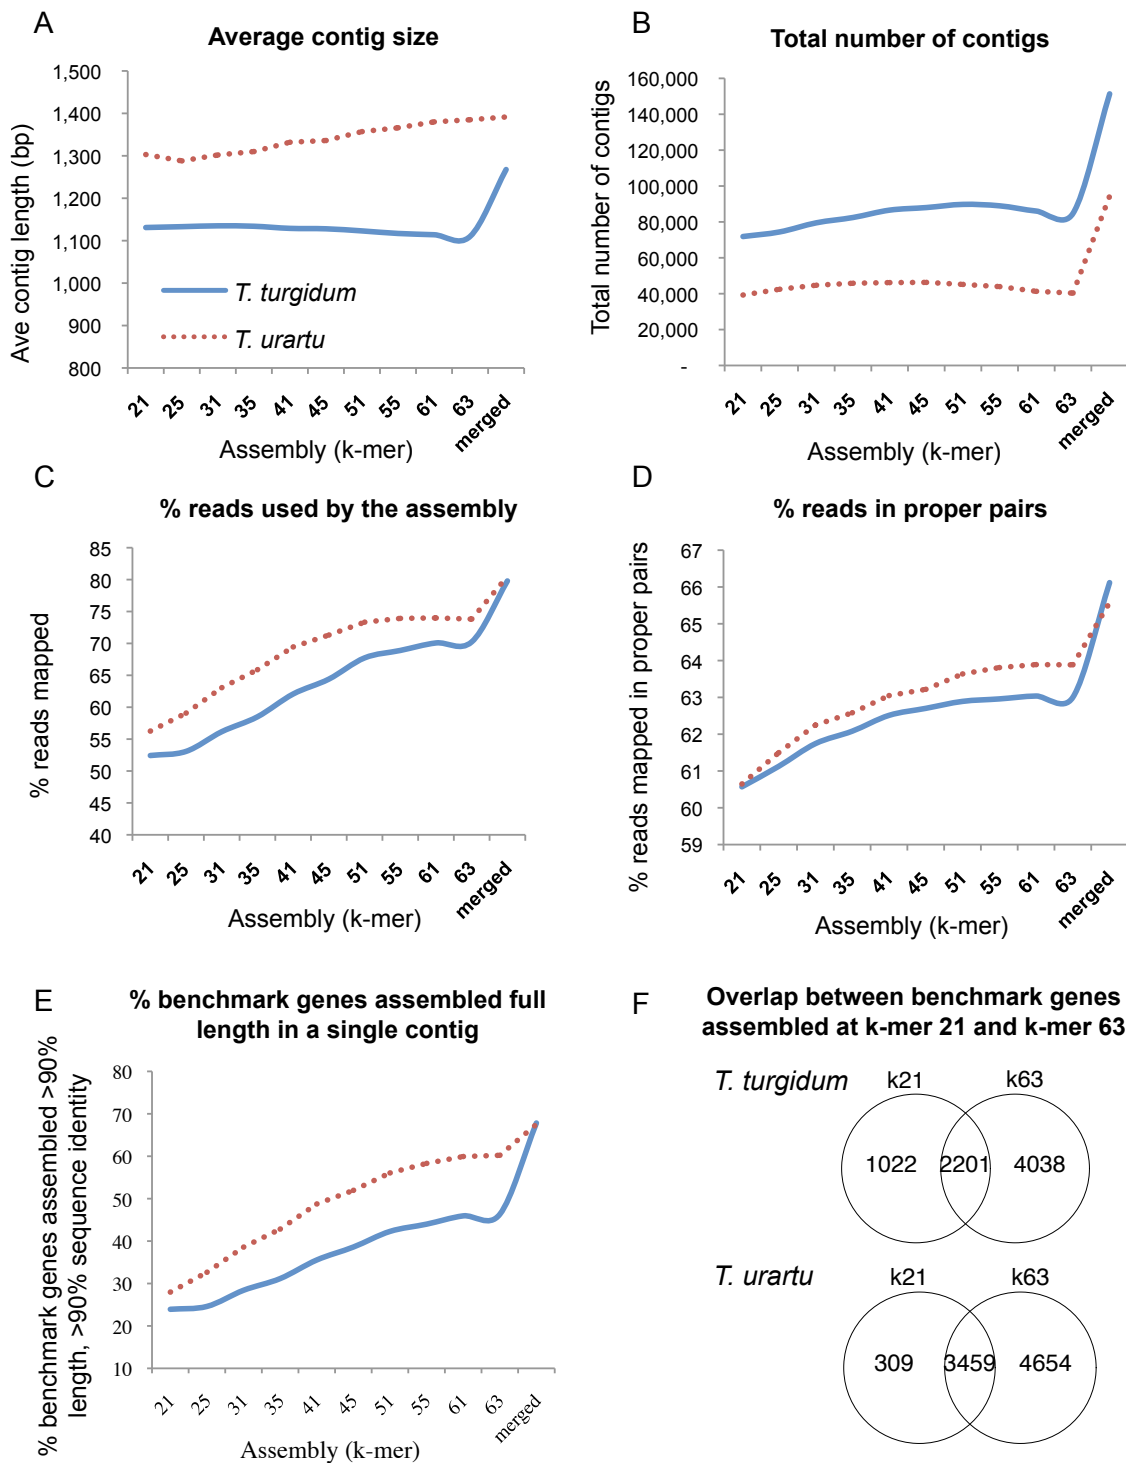 A
Average contig size
Ave contig length (bp)
1,500
1,400
1,300
1,200
1,100
1,000
900
800
T. turgidum
T. urartu
21 25 31 35 41 45 51 55 61 63 merged
Assembly (k-mer)
B
Total number of contigs
Total number of contigs
160,000
140,000
120,000
100,000
80,000
60,000
40,000
20,000
-
21 25 31 35 41 45 51 55 61 63 merged
Assembly (k-mer)
C
% reads used by the assembly
% reads mapped
85
80
75
70
65
60
55
50
45
40
21 25 31 35 41 45 51 55 61 63 merged
Assembly (k-mer)
D
% reads in proper pairs
% reads mapped in proper pairs
67
66
65
64
63
62
61
60
59
21 25 31 35 41 45 51 55 61 63 merged
Assembly (k-mer)
E
% benchmark genes assembled full
length in a single contig
% benchmark genes assembled >90%
length, >90% sequence identity
80
70
60
50
40
30
20
10
21 25 31 35 41 45 51 55 61 63 merged
Assembly (k-mer)
F
Overlap between benchmark genes
assembled at k-mer 21 and k-mer 63
T. turgidum k21 k63
1022 2201 4038
T. urartu k21 k63
309 3459 4654